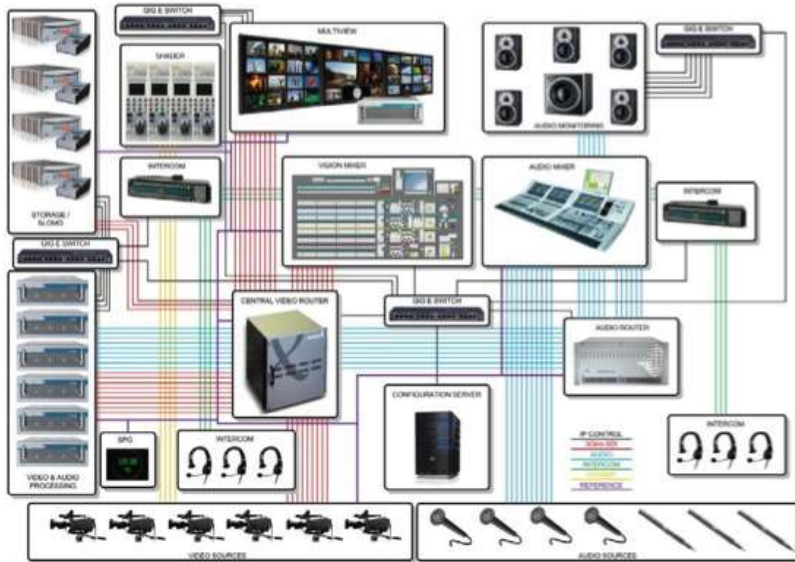 GIG E SWITCH
MULTIVIEW
GIG E SWITCH
SHADER
AUDIO MONITORING
INTERCOM
VISION MIXER
AUDIO MIXER
INTERCOM
STORAGE /
SLOMO
GIG E SWITCH
CENTRAL VIDEO ROUTER
GIG E SWITCH
AUDIO ROUTER
CONFIGURATION SERVER
SPG
INTERCOM
INTERCOM
IP CONTROL
AUDIO
INTERCOM
REFERENCE
VIDEO & AUDIO
PROCESSING
VIDEO SOURCES
AUDIO SOURCES